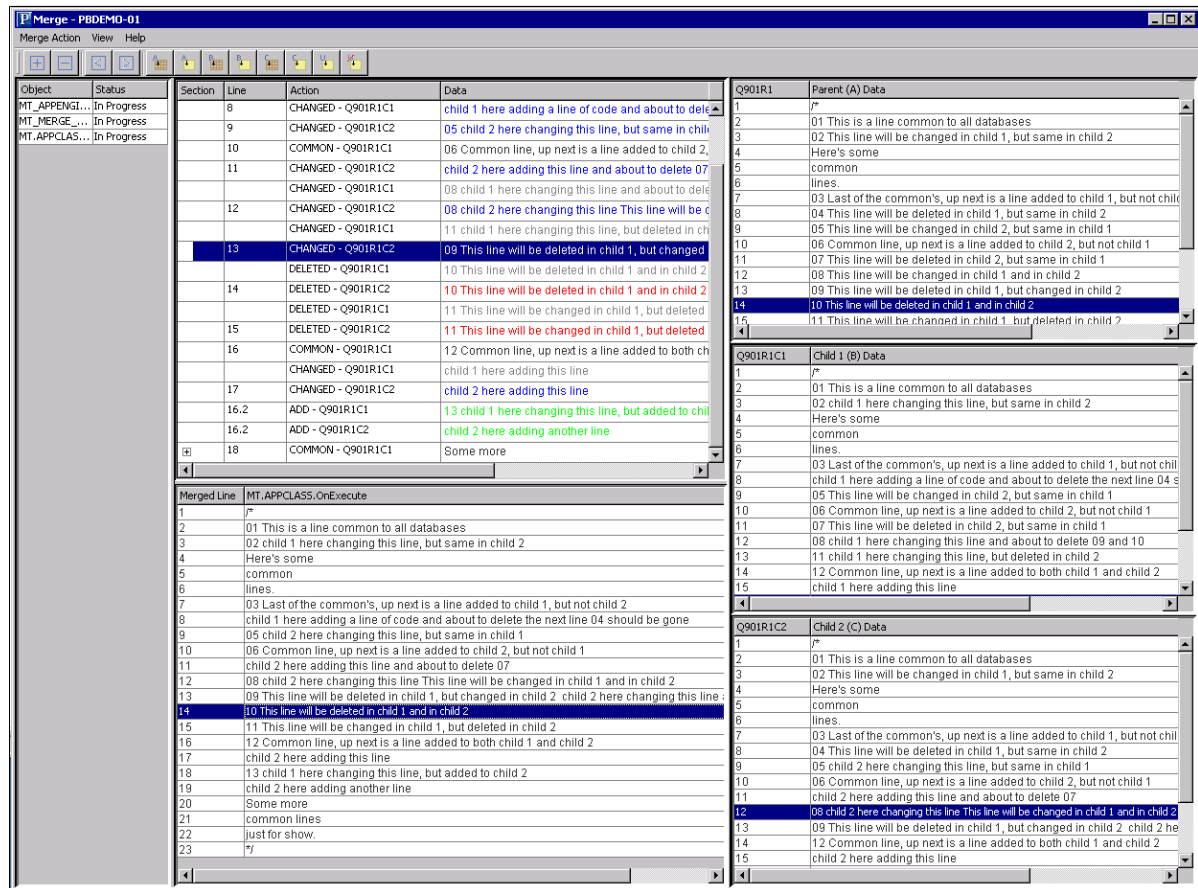 Merge - PBDEMO-01
Merge Action View Help
Object Status
MT_APPENGI... In Progress
MT_MERGE_... In Progress
MT.APPCLAS... In Progress
Section Line Action Data
8 CHANGED - Q901R1C1 child 1 here adding a line of code and about to dele
9 CHANGED - Q901R1C2 05 child 2 here changing this line, but same in chil
10 COMMON - Q901R1C1 06 Common line, up next is a line added to child 2,
11 CHANGED - Q901R1C2 child 2 here adding this line and about to delete 07
CHANGED - Q901R1C1 08 child 1 here changing this line and about to dele
12 CHANGED - Q901R1C2 08 child 2 here changing this line This line will be c
CHANGED - Q901R1C1 11 child 1 here changing this line, but deleted in ch
13 CHANGED - Q901R1C2 09 This line will be deleted in child 1, but changed
DELETED - Q901R1C1 10 This line will be deleted in child 1 and in child 2
14 DELETED - Q901R1C2 10 This line will be deleted in child 1 and in child 2
DELETED - Q901R1C1 11 This line will be changed in child 1, but deleted
15 DELETED - Q901R1C2 11 This line will be changed in child 1, but deleted
16 COMMON - Q901R1C1 12 Common line, up next is a line added to both ch
CHANGED - Q901R1C1 child 1 here adding this line
17 CHANGED - Q901R1C2 child 2 here adding this line
16.2 ADD - Q901R1C1 13 child 1 here changing this line, but added to chil
16.2 ADD - Q901R1C2 child 2 here adding another line
18 COMMON - Q901R1C1 Some more
Merged Line MT.APPCLASS.OnExecute
1 /*
2 01 This is a line common to all databases
3 02 child 1 here changing this line, but same in child 2
4 Here's some
5 common
6 lines.
7 03 Last of the common's, up next is a line added to child 1, but not child 2
8 child 1 here adding a line of code and about to delete the next line 04 should be gone
9 05 child 2 here changing this line, but same in child 1
10 06 Common line, up next is a line added to child 2, but not child 1
11 child 2 here adding this line and about to delete 07
12 08 child 2 here changing this line This line will be changed in child 1 and in child 2
13 09 This line will be deleted in child 1, but changed in child 2 child 2 here changing this line
14 10 This line will be deleted in child 1 and in child 2
15 11 This line will be changed in child 1, but deleted in child 2
16 12 Common line, up next is a line added to both child 1 and child 2
17 child 2 here adding this line
18 13 child 1 here changing this line, but added to child 2
19 child 2 here adding another line
20 Some more
21 common lines
22 just for show.
23 */
Q901R1 Parent (A) Data
1 /*
2 01 This is a line common to all databases
3 02 This line will be changed in child 1, but same in child 2
4 Here's some
5 common
6 lines.
7 03 Last of the common's, up next is a line added to child 1, but not chil
8 04 This line will be deleted in child 1, but same in child 2
9 05 This line will be changed in child 2, but same in child 1
10 06 Common line, up next is a line added to child 2, but not child 1
11 07 This line will be deleted in child 2, but same in child 1
12 08 This line will be changed in child 1 and in child 2
13 09 This line will be deleted in child 1, but changed in child 2
14 10 This line will be deleted in child 1 and in child 2
15 11 This line will be changed in child 1, but deleted in child 2
Q901R1C1 Child 1 (B) Data
1 /*
2 01 This is a line common to all databases
3 02 child 1 here changing this line, but same in child 2
4 Here's some
5 common
6 lines.
7 03 Last of the common's, up next is a line added to child 1, but not chil
8 child 1 here adding a line of code and about to delete the next line 04 s
9 05 This line will be changed in child 2, but same in child 1
10 06 Common line, up next is a line added to child 2, but not child 1
11 07 This line will be deleted in child 2, but same in child 1
12 08 child 1 here changing this line and about to delete 09 and 10
13 11 child 1 here changing this line, but deleted in child 2
14 12 Common line, up next is a line added to both child 1 and child 2
15 child 1 here adding this line
Q901R1C2 Child 2 (C) Data
1 /*
2 01 This is a line common to all databases
3 02 This line will be changed in child 1, but same in child 2
4 Here's some
5 common
6 lines.
7 03 Last of the common's, up next is a line added to child 1, but not chil
8 04 This line will be deleted in child 1, but same in child 2
9 05 child 2 here changing this line, but same in child 1
10 06 Common line, up next is a line added to child 2, but not child 1
11 child 2 here adding this line and about to delete 07
12 08 child 2 here changing this line This line will be changed in child 1 and in child 2
13 09 This line will be deleted in child 1, but changed in child 2 child 2 he
14 12 Common line, up next is a line added to both child 1 and child 2
15 child 2 here adding this line